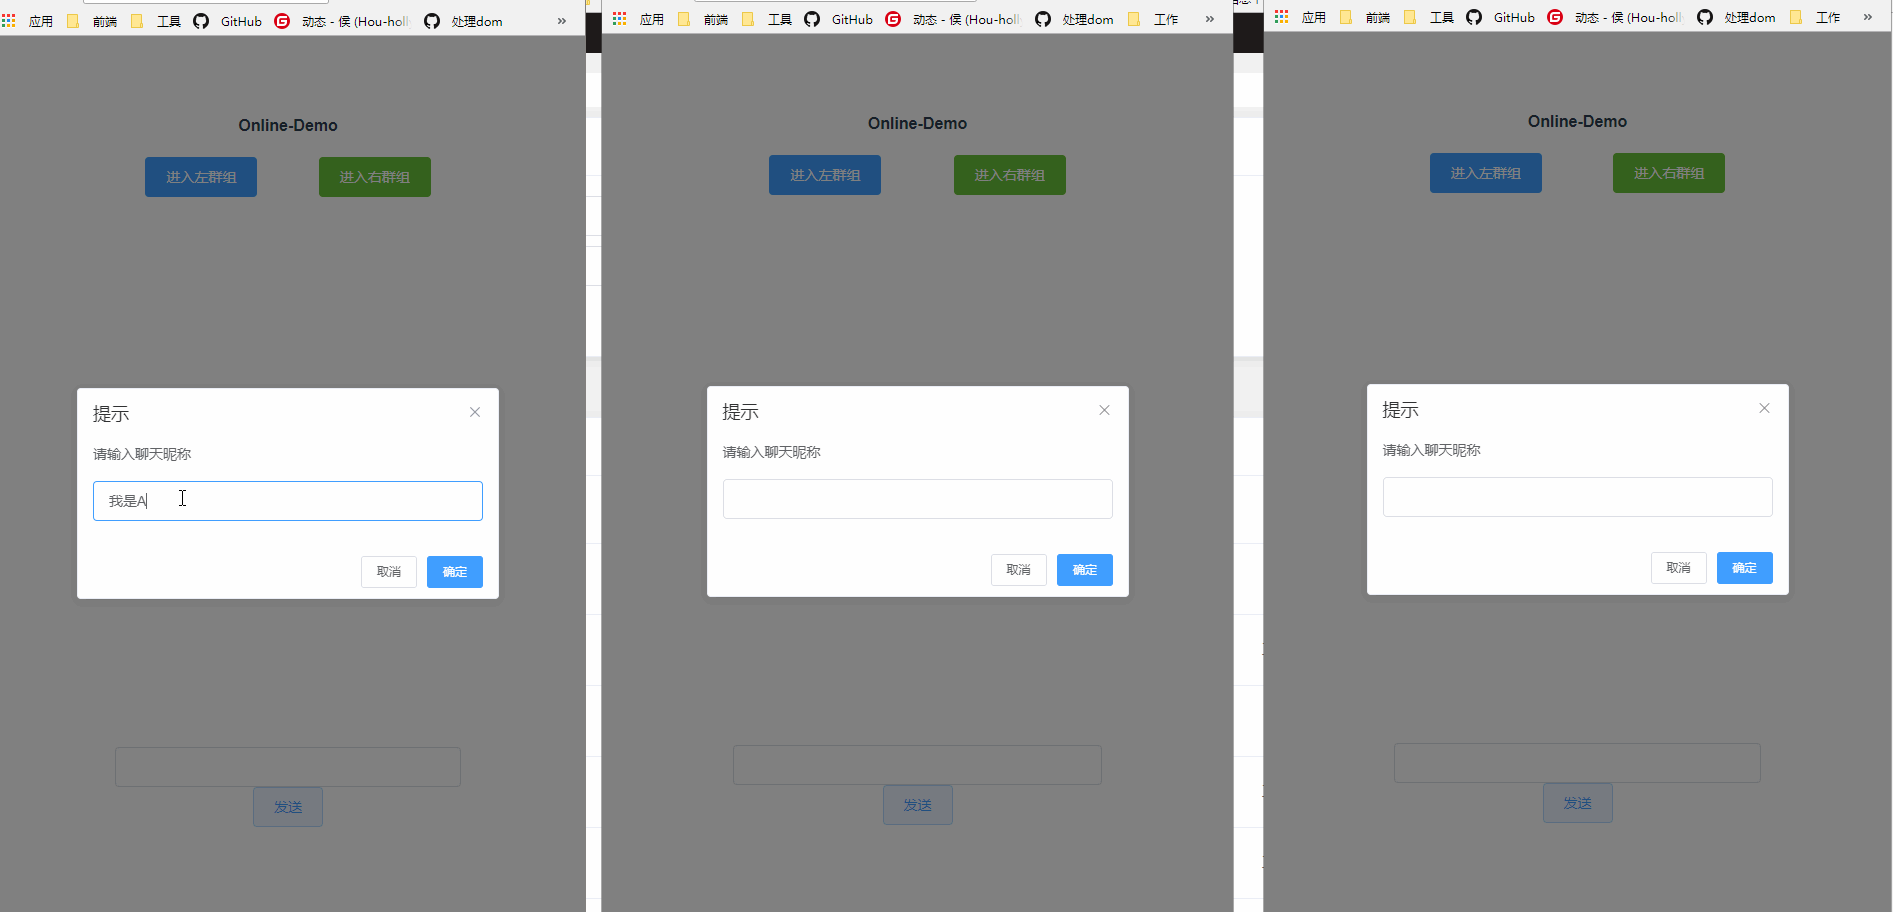 应用 前端 工具 GitHub 动态 - 侯 (Hou-holl 处理dom »
Online-Demo
进入左群组 进入右群组
提示
请输入聊天昵称
我是A
取消 确定
发送
应用 前端 工具 GitHub 动态 - 侯 (Hou-holl 处理dom 工作 »
Online-Demo
进入左群组 进入右群组
提示
请输入聊天昵称
取消 确定
发送
应用 前端 工具 GitHub 动态 - 侯 (Hou-holl 处理dom 工作 »
Online-Demo
进入左群组 进入右群组
提示
请输入聊天昵称
取消 确定
发送